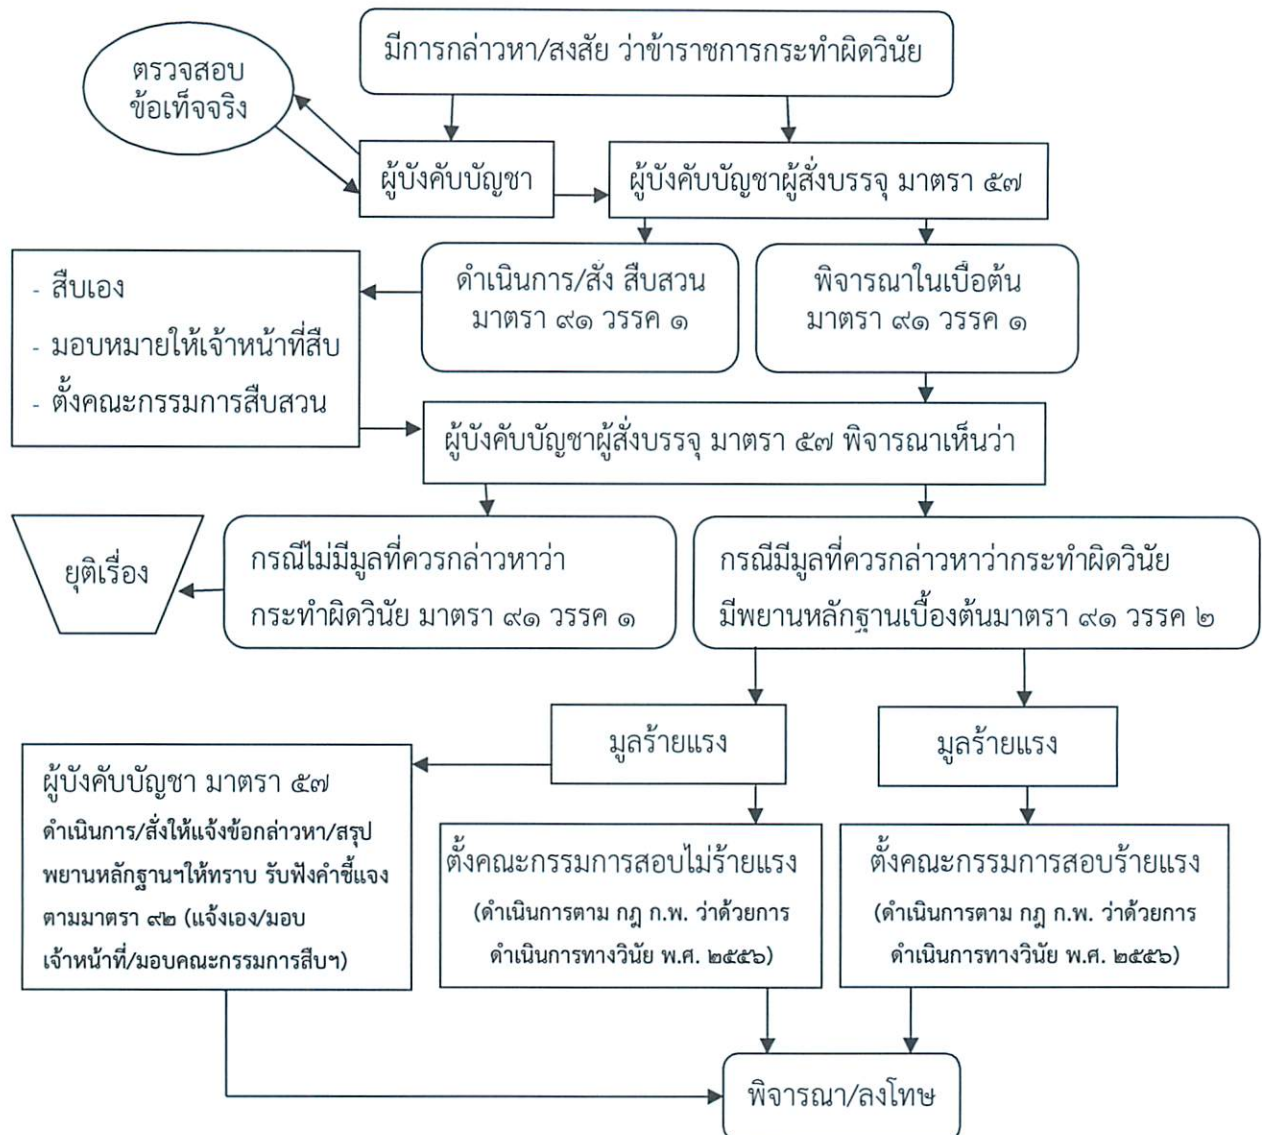 มีการกล่าวหา/สงสัย ว่าข้าราชการกระทำผิดวินัย
ตรวจสอบ
ข้อเท็จจริง
ผู้บังคับบัญชา
ผู้บังคับบัญชาผู้สั่งบรรจุ มาตรา ๕๗
- สืบเอง
- มอบหมายให้เจ้าหน้าที่สืบ
- ตั้งคณะกรรมการสืบสวน
ดำเนินการ/สั่ง สืบสวน
มาตรา ๙๑ วรรค ๑
พิจารณาในเบื่อต้น
มาตรา ๙๑ วรรค ๑
ผู้บังคับบัญชาผู้สั่งบรรจุ มาตรา ๕๗ พิจารณาเห็นว่า
ยุติเรื่อง
กรณีไม่มีมูลที่ควรกล่าวหาว่า
กระทำผิดวินัย มาตรา ๙๑ วรรค ๑
กรณีมีมูลที่ควรกล่าวหาว่ากระทำผิดวินัย
มีพยานหลักฐานเบื้องต้นมาตรา ๙๑ วรรค ๒
มูลร้ายแรง
มูลร้ายแรง
ผู้บังคับบัญชา มาตรา ๕๗
ดำเนินการ/สั่งให้แจ้งข้อกล่าวหา/สรุป
พยานหลักฐานฯให้ทราบ รับฟังคำชี้แจง
ตามมาตรา ๙๒ (แจ้งเอง/มอบ
เจ้าหน้าที่/มอบคณะกรรมการสืบฯ)
ตั้งคณะกรรมการสอบไม่ร้ายแรง
(ดำเนินการตาม กฎ ก.พ. ว่าด้วยการ
ดำเนินการทางวินัย พ.ศ. ๒๕๕๖)
ตั้งคณะกรรมการสอบร้ายแรง
(ดำเนินการตาม กฎ ก.พ. ว่าด้วยการ
ดำเนินการทางวินัย พ.ศ. ๒๕๕๖)
พิจารณา/ลงโทษ